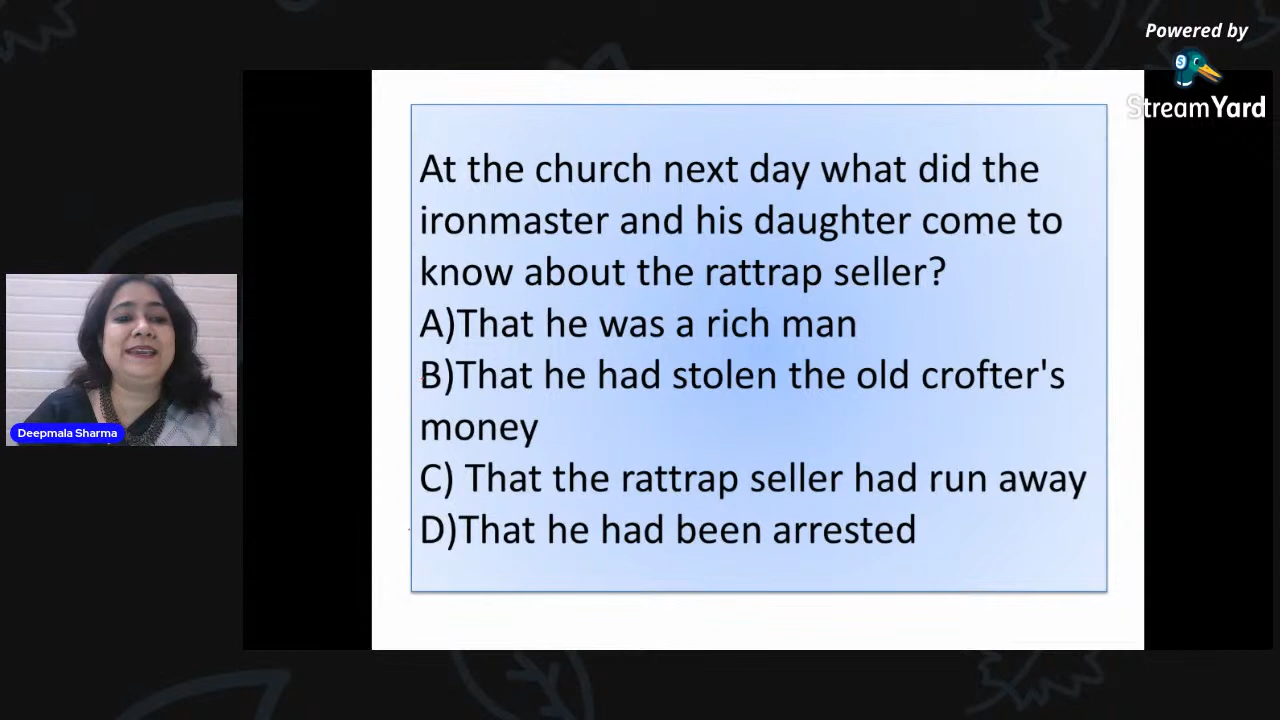 Powered by
StreamYard
At the church next day what did the
ironmaster and his daughter come to
know about the rattrap seller?
A)That he was a rich man
B)That he had stolen the old crofter's
money
C) That the rattrap seller had run away
D)That he had been arrested
Deepmala Sharma